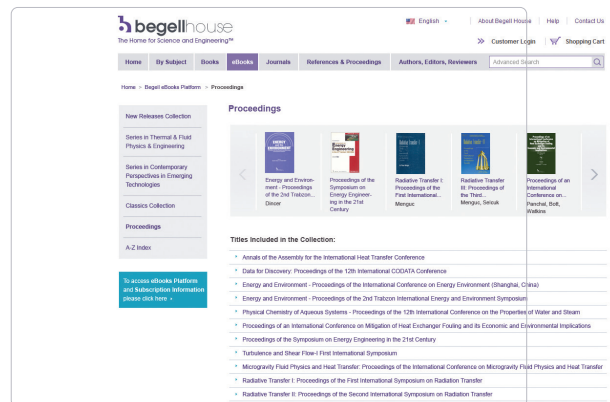 begellhouse
The Home for Science and Engineering™
English
About Begell House
Help
Contact Us
Customer Login
Shopping Cart
Home
By Subject
Books
eBooks
Journals
References & Proceedings
Authors, Editors, Reviewers
Advanced Search
Home > Begell eBooks Platform > Proceedings
New Releases Collection
Series in Thermal & Fluid
Physics & Engineering
Series in Contemporary
Perspectives in Emerging
Technologies
Classics Collection
Proceedings
A-Z Index
To access eBooks Platform
and Subscription Information
please click here ›
Proceedings
Energy and Environ-
ment - Proceedings
of the 2nd Trabzon...
Dincer
Proceedings of the
Symposium on
Energy Engineer-
ing in the 21st
Century
Radiative Transfer I:
Proceedings of the
First International...
Menguc
Radiative Transfer
III: Proceedings of
the Third...
Menguc, Selcuk
Proceedings of an
International
Conference on...
Panchal, Bott,
Watkins
Titles Included in the Collection:
Annals of the Assembly for the International Heat Transfer Conference
Data for Discovery: Proceedings of the 12th International CODATA Conference
Energy and Environment - Proceedings of the International Conference on Energy Environment (Shanghai, China)
Energy and Environment - Proceedings of the 2nd Trabzon International Energy and Environment Symposium
Physical Chemistry of Aqueous Systems - Proceedings of the 12th International Conference on the Properties of Water and Steam
Proceedings of an International Conference on Mitigation of Heat Exchanger Fouling and its Economic and Environmental Implications
Proceedings of the Symposium on Energy Engineering in the 21st Century
Turbulence and Shear Flow-I First International Symposium
Microgravity Fluid Physics and Heat Transfer: Proceedings of the International Conference on Microgravity Fluid Physics and Heat Transfer
Radiative Transfer I: Proceedings of the First International Symposium on Radiation Transfer
Radiative Transfer II: Proceedings of the Second International Symposium on Radiation Transfer